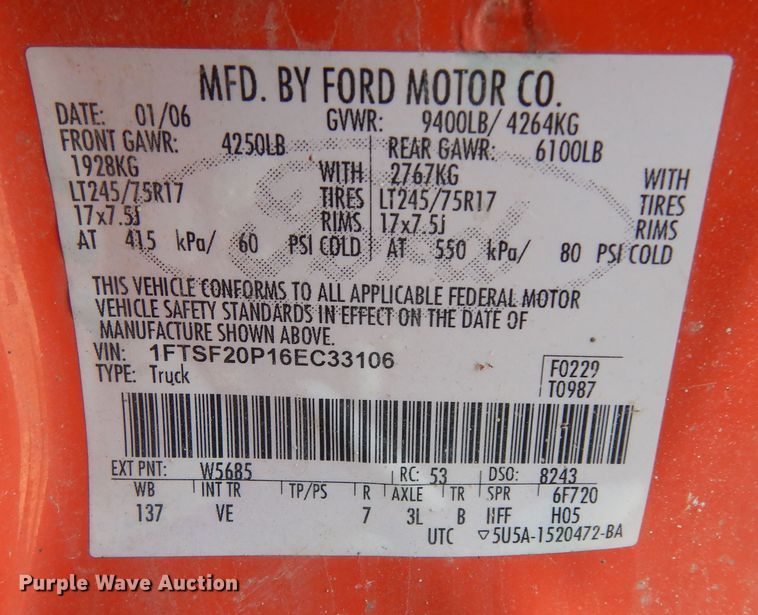 MFD. BY FORD MOTOR CO.
DATE: 01/06 GVWR: 9400LB/ 4264KG
FRONT GAWR: 4250LB REAR GAWR: 6100LB
1928KG WITH 2767KG WITH
LT245/75R17 TIRES LT245/75R17 TIRES
17x7.5J RIMS 17x7.5J RIMS
AT 415 kPa/ 60 PSI COLD AT 550 kPa/ 80 PSI COLD
THIS VEHICLE CONFORMS TO ALL APPLICABLE FEDERAL MOTOR
VEHICLE SAFETY STANDARDS IN EFFECT ON THE DATE OF
MANUFACTURE SHOWN ABOVE.
VIN: 1FTSF20P16EC33106 F0229
TYPE: Truck T0987
EXT PNT: W5685 RC: 53 DSO: 8243
WB INT TR TP/PS R AXLE TR SPR 6F720
137 VE 7 3L B HFF H05
UTC ▽5U5A-1520472-BA
Purple Wave Auction